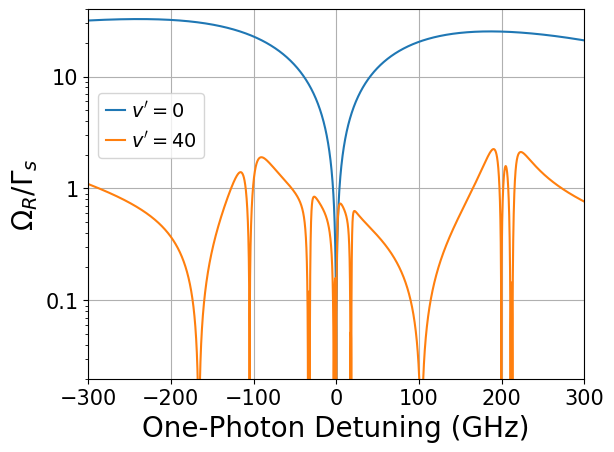 10
1
0.1
Ω_R/Γ_s
v′ = 0
v′ = 40
−300 −200 −100 0 100 200 300
One-Photon Detuning (GHz)